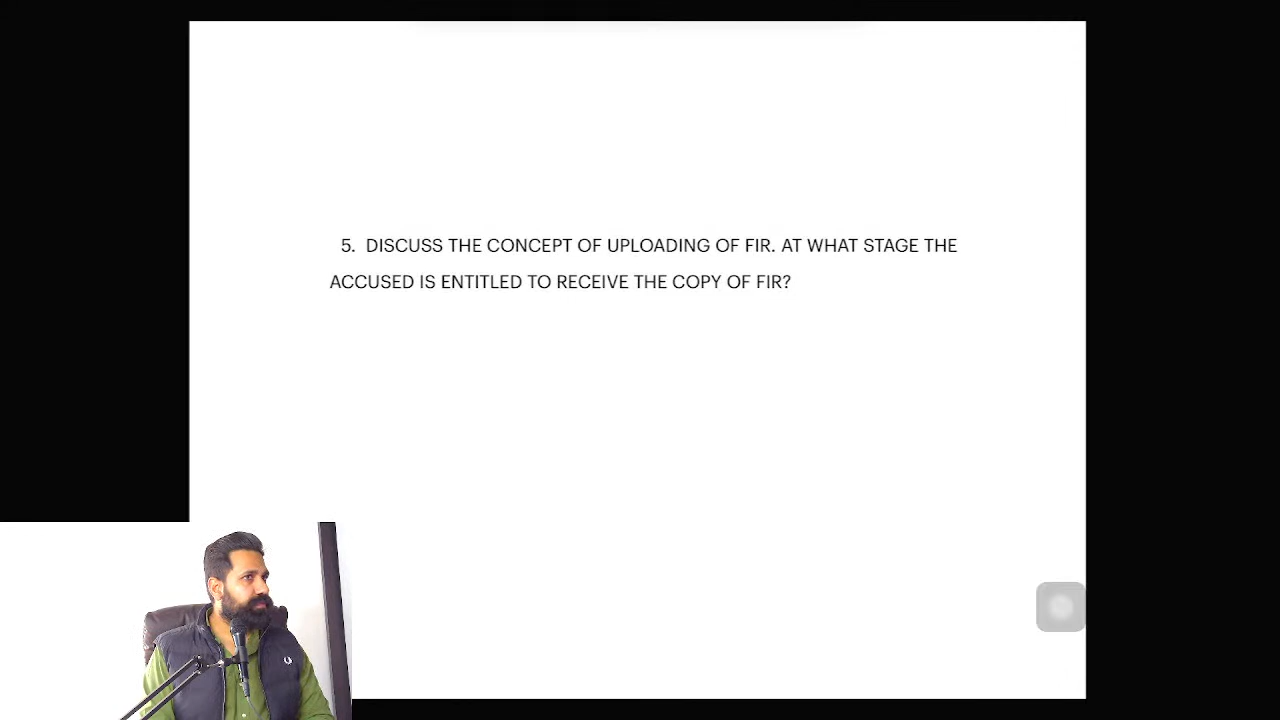 5. DISCUSS THE CONCEPT OF UPLOADING OF FIR. AT WHAT STAGE THE
ACCUSED IS ENTITLED TO RECEIVE THE COPY OF FIR?